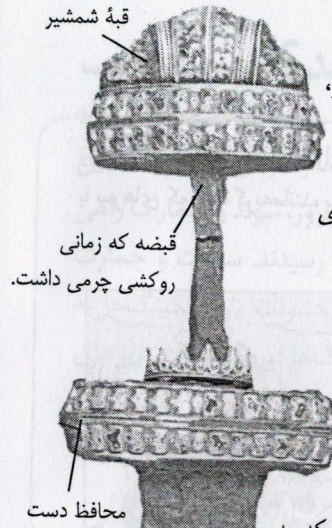 قبهٔ شمشیر
قبضه که زمانی
روکشی چرمی داشت.
محافظ دست